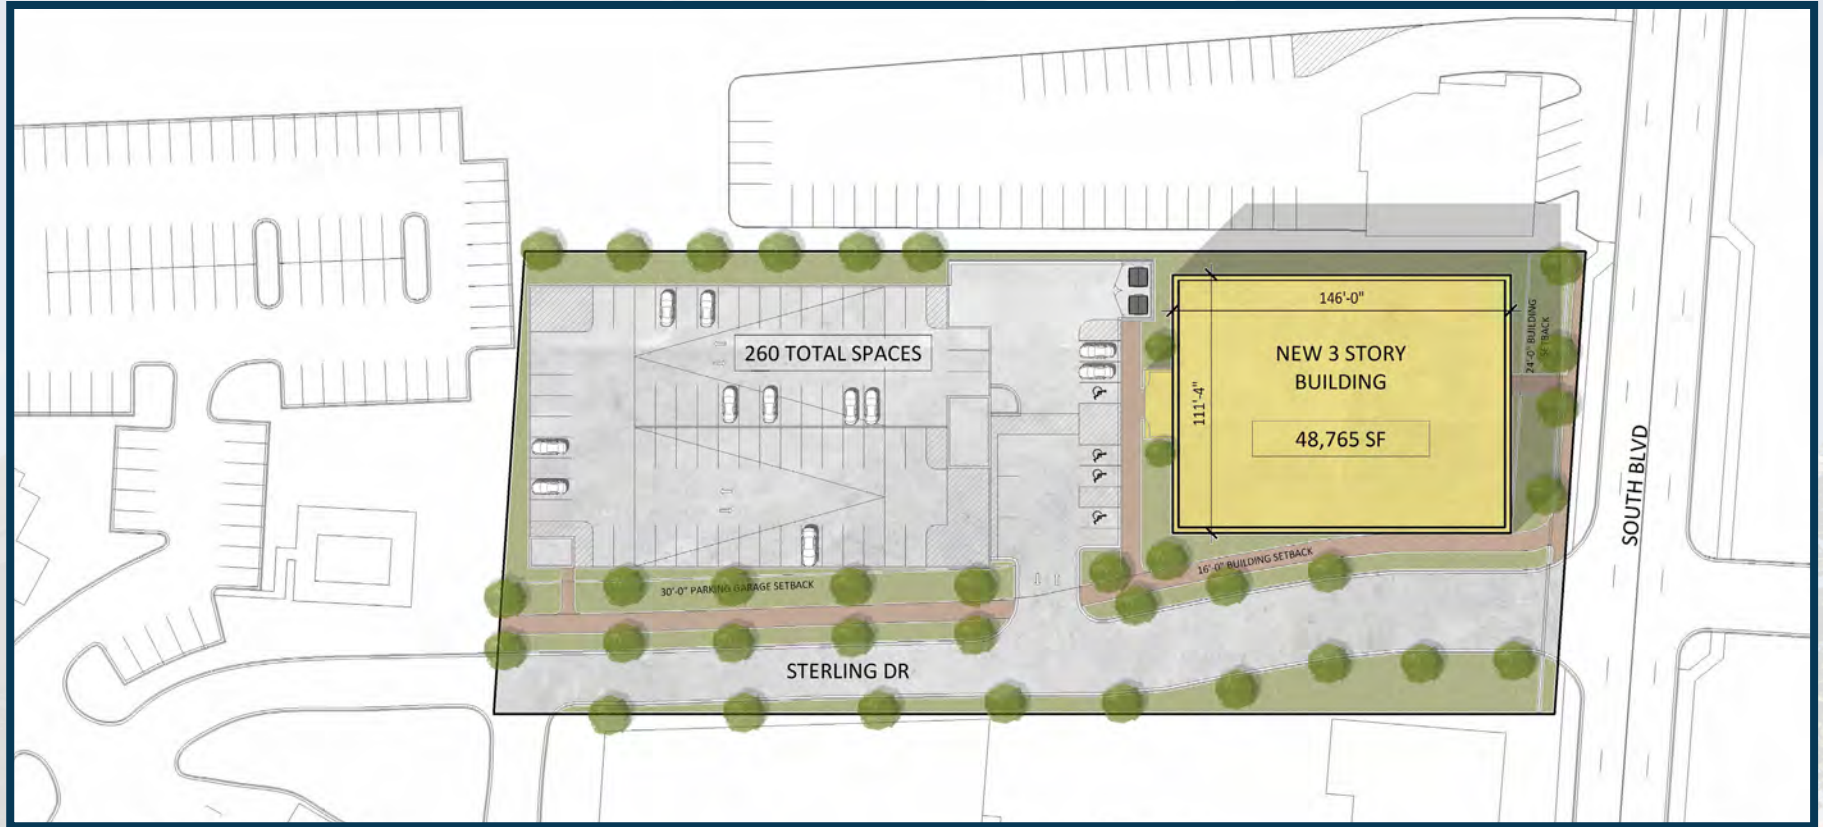 146'-0"
24'-0" BUILDING
SETBACK
260 TOTAL SPACES
NEW 3 STORY
BUILDING
111'-4"
48,765 SF
SOUTH BLVD
16'-0" BUILDING SETBACK
30'-0" PARKING GARAGE SETBACK
STERLING DR